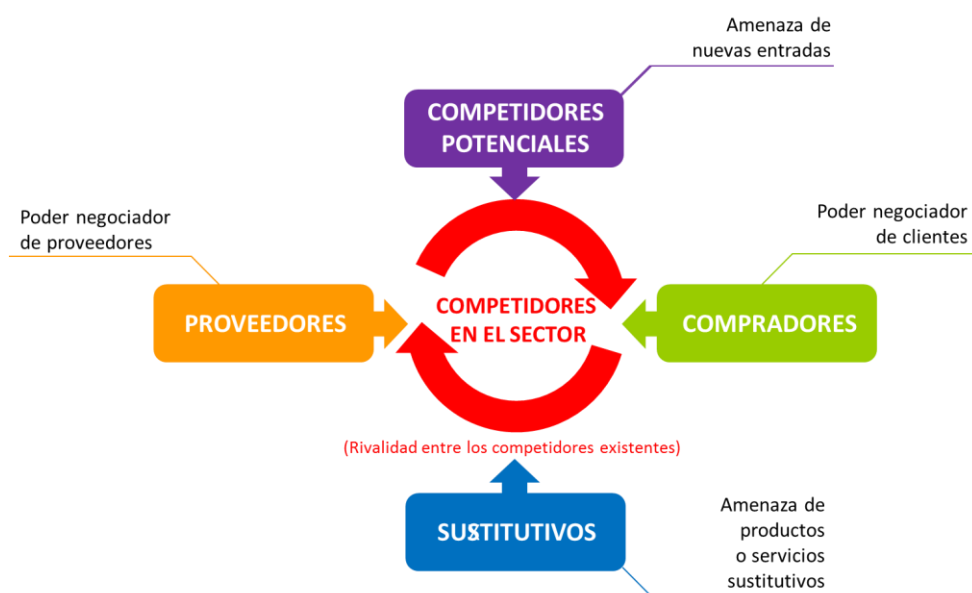 Amenaza de
nuevas entradas
COMPETIDORES
POTENCIALES
Poder negociador
de proveedores
Poder negociador
de clientes
PROVEEDORES
COMPETIDORES
EN EL SECTOR
COMPRADORES
(Rivalidad entre los competidores existentes)
SUSTITUTIVOS
Amenaza de
productos
o servicios
sustitutivos